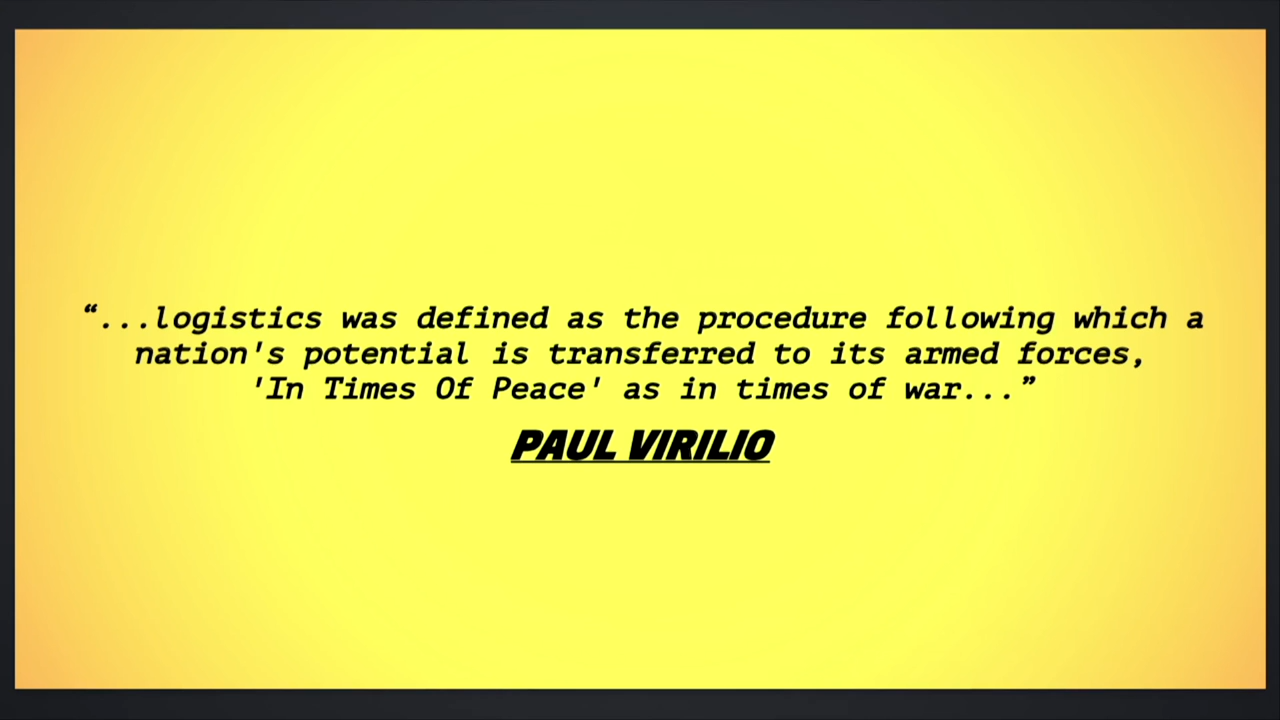 “...logistics was defined as the procedure following which a
nation's potential is transferred to its armed forces,
'In Times Of Peace' as in times of war...”
PAUL VIRILIO